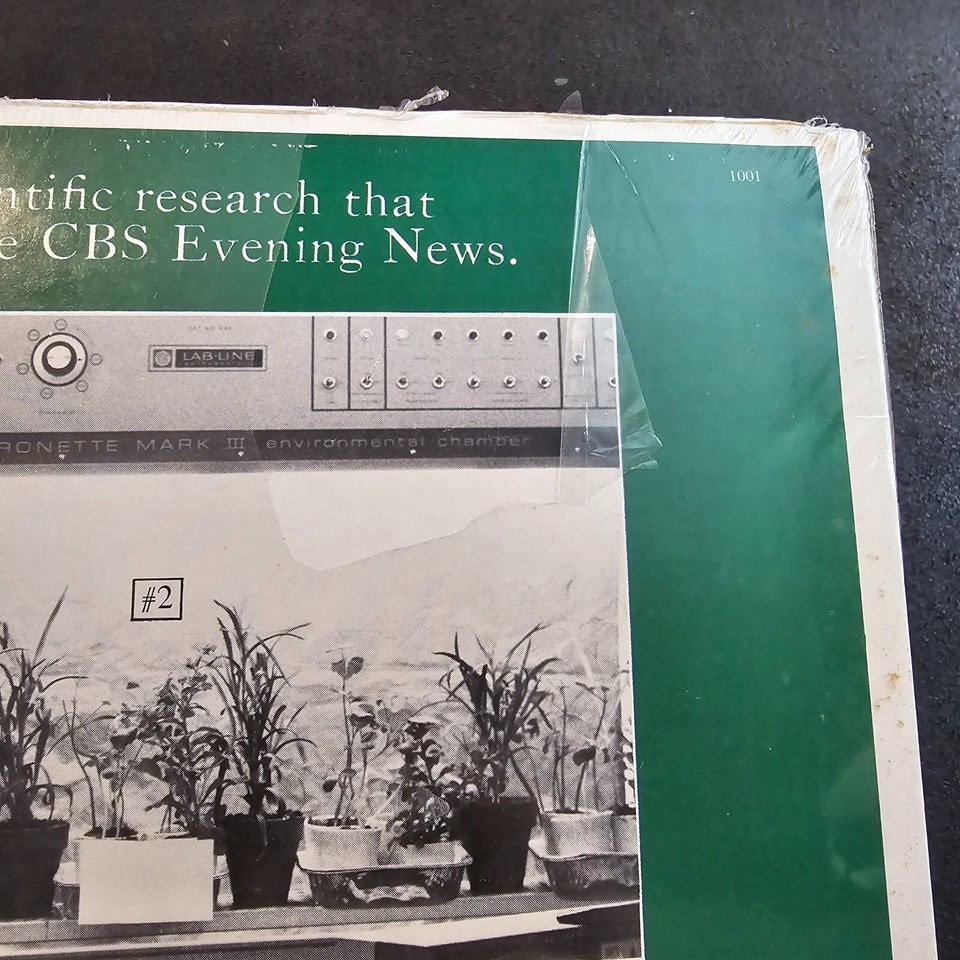 ntific research that
e CBS Evening News.
1001
LAB-LINE
RONETTE MARK III environmental chamber
#2